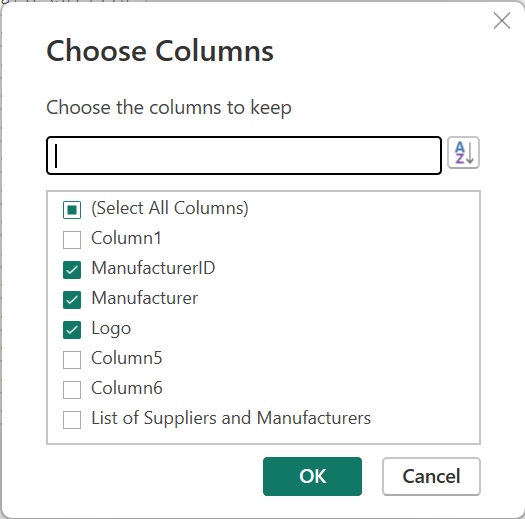 Choose Columns
Choose the columns to keep
AZ
(Select All Columns)
Column1
ManufacturerID
Manufacturer
Logo
Column5
Column6
List of Suppliers and Manufacturers
OK Cancel